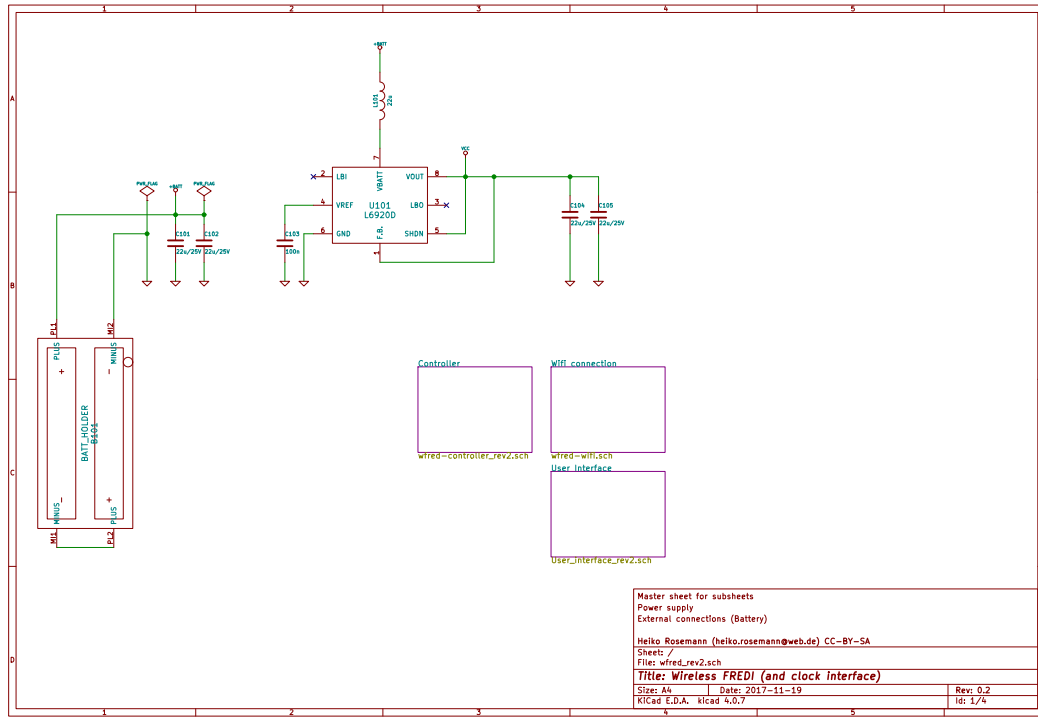 1 2 3 4 5
A
B
C
D
+BATT
L101
22u
VCC
7
VBATT
2 LBI
VOUT 8
4 VREF
U101
L6920D
LBO 3
6 GND
SHDN 5
F.B.
1
PWR_FLAG
+BATT
PWR_FLAG
C101
22u/25V
C102
22u/25V
C103
100n
C104
22u/25V
C105
22u/25V
PL1
MI2
PLUS
MINUS
+
-
BATT_HOLDER
B101
-
+
MINUS
PLUS
MI1
PL2
Controller
wfred-controller_rev2.sch
Wifi connection
wfred-wifi.sch
User Interface
User_interface_rev2.sch
Master sheet for subsheets
Power supply
External connections (Battery)
Heiko Rosemann (heiko.rosemann@web.de) CC-BY-SA
Sheet: /
File: wfred_rev2.sch
Title: Wireless FREDI (and clock interface)
Size: A4 Date: 2017-11-19 Rev: 0.2
KiCad E.D.A. kicad 4.0.7 Id: 1/4
A
B
C
D
1 2 3 4 5